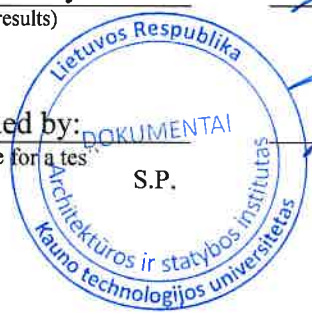 results)
Lietuvos Respublika
ed by:
DOKUMENTAI
e for a tes
S.P.
Architektūros ir statybos institutas
Kauno technologijos universitetas